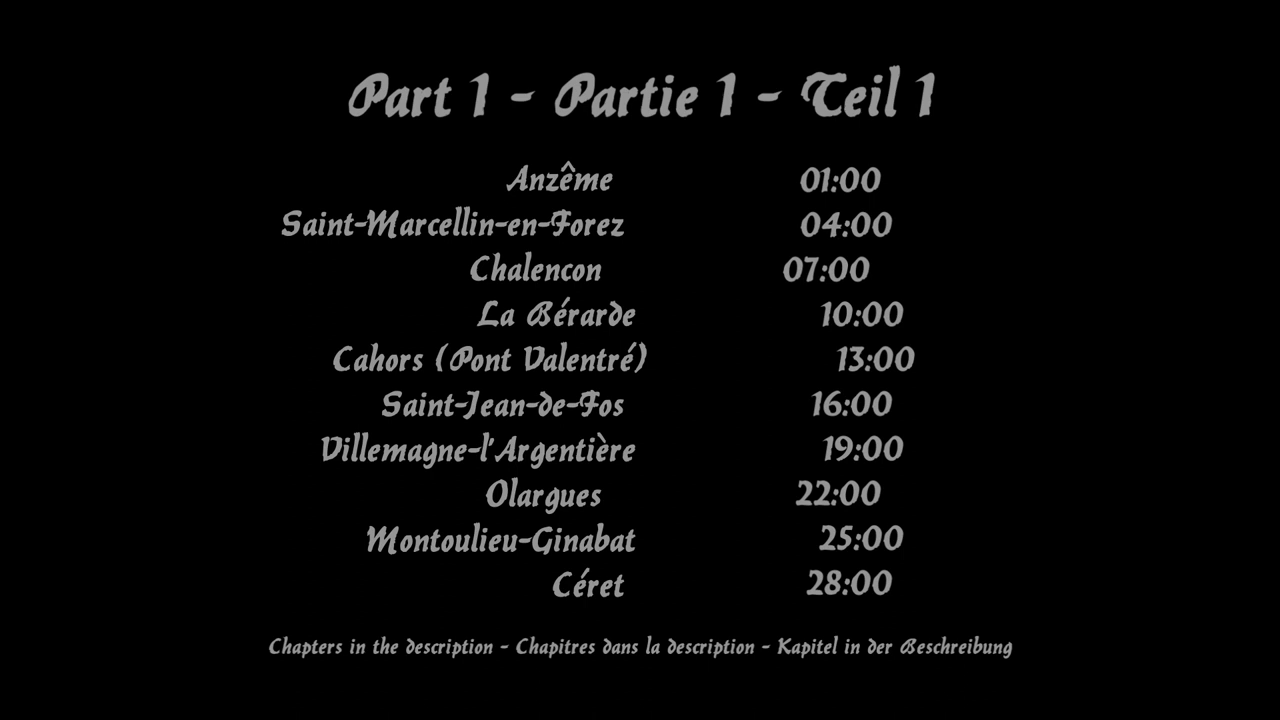 Part 1 - Partie 1 - Teil 1
Anzême 01:00
Saint-Marcellin-en-Forez 04:00
Chalencon 07:00
La Bérarde 10:00
Cahors (Pont Valentré) 13:00
Saint-Jean-de-Fos 16:00
Villemagne-l'Argentière 19:00
Olargues 22:00
Montoulieu-Ginabat 25:00
Céret 28:00
Chapters in the description - Chapitres dans la description - Kapitel in der Beschreibung